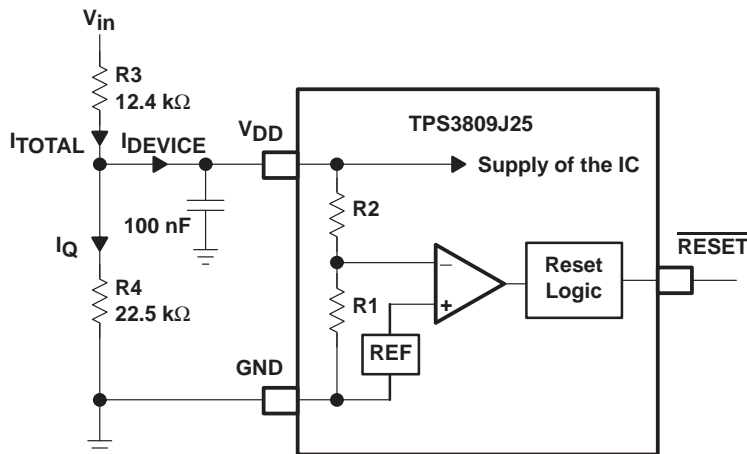 Vin
R3
12.4 kΩ
ITOTAL
IDEVICE
VDD
TPS3809J25
Supply of the IC
R2
100 nF
IQ
R4
22.5 kΩ
R1
−
+
REF
Reset
Logic
RESET
GND